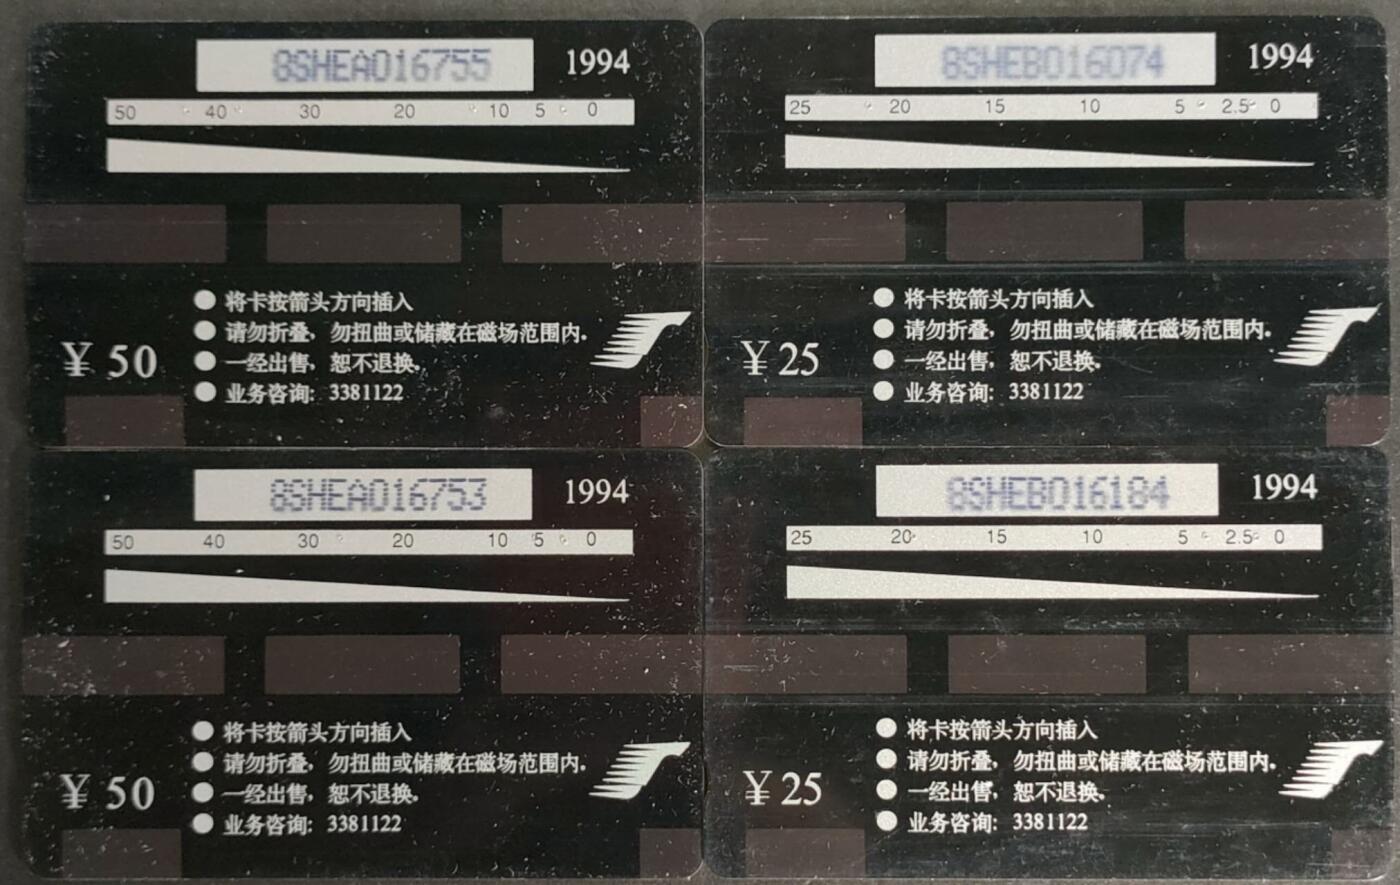 8SHEA016755 1994
50 40 30 20 10 5 0
将卡按箭头方向插入
请勿折叠，勿扭曲或储藏在磁场范围内.
¥ 50
一经出售，恕不退换.
业务咨询: 3381122
8SHEB016074 1994
25 20 15 10 5 2.5 0
将卡按箭头方向插入
请勿折叠，勿扭曲或储藏在磁场范围内.
¥ 25
一经出售，恕不退换.
业务咨询: 3381122
8SHEA016753 1994
50 40 30 20 10 5 0
将卡按箭头方向插入
请勿折叠，勿扭曲或储藏在磁场范围内.
¥ 50
一经出售，恕不退换.
业务咨询: 3381122
8SHEB016184 1994
25 20 15 10 5 2.5 0
将卡按箭头方向插入
请勿折叠，勿扭曲或储藏在磁场范围内.
¥ 25
一经出售，恕不退换.
业务咨询: 3381122